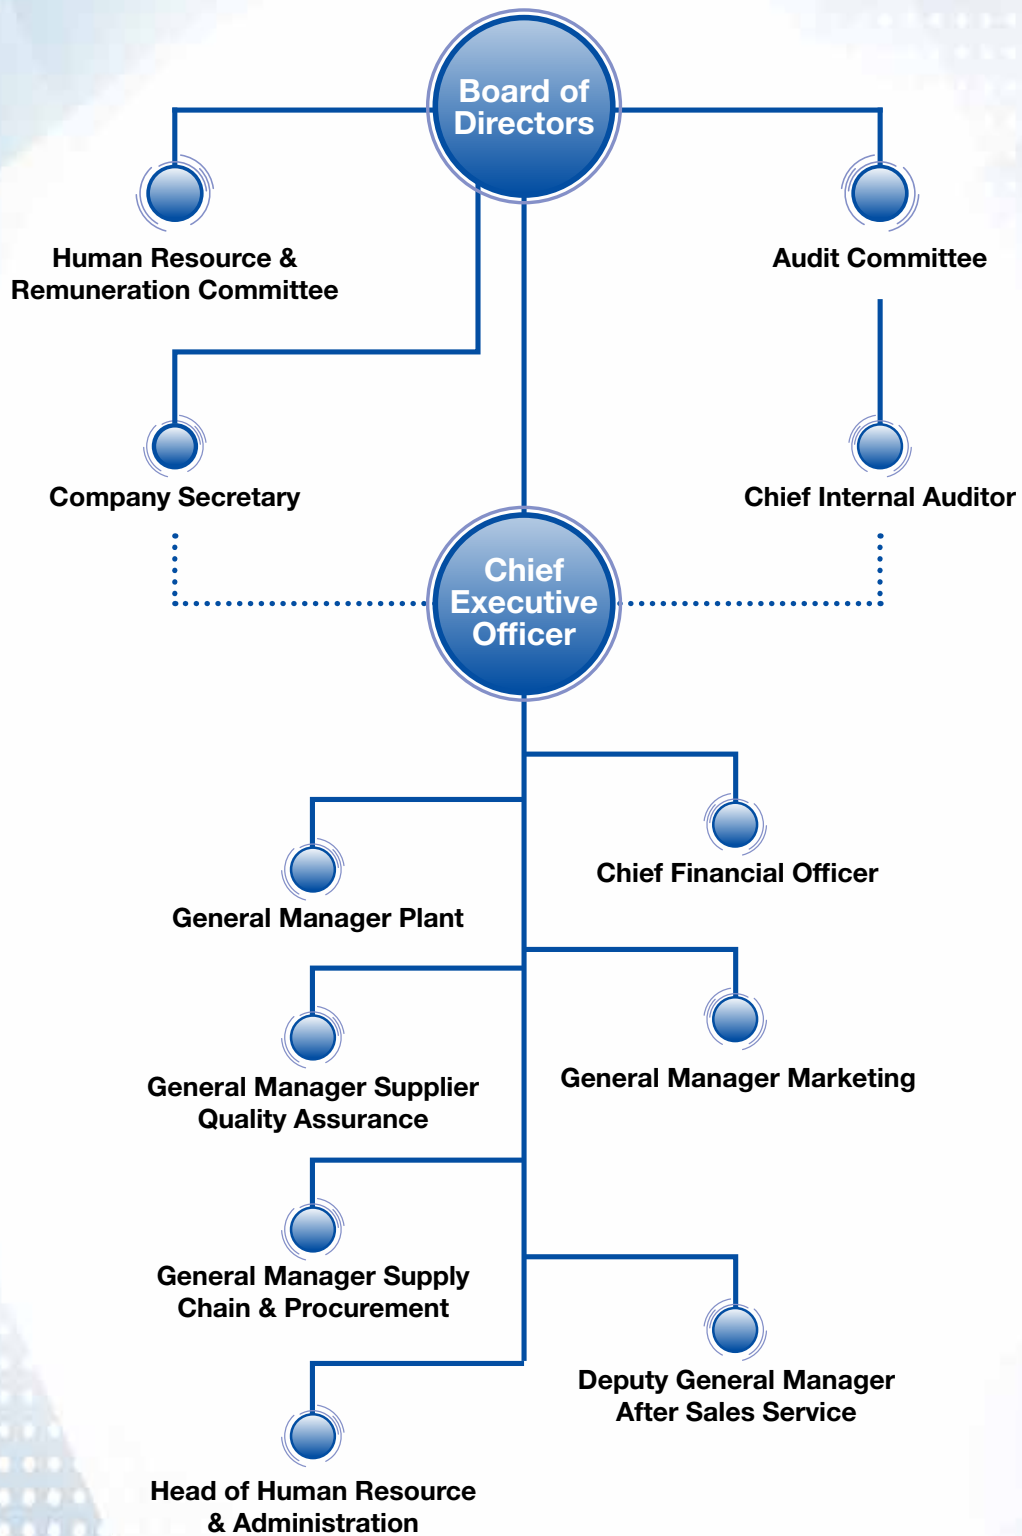 Board of
Directors
Human Resource &
Remuneration Committee
Audit Committee
Company Secretary
Chief Internal Auditor
Chief
Executive
Officer
Chief Financial Officer
General Manager Plant
General Manager Marketing
General Manager Supplier
Quality Assurance
General Manager Supply
Chain & Procurement
Deputy General Manager
After Sales Service
Head of Human Resource
& Administration